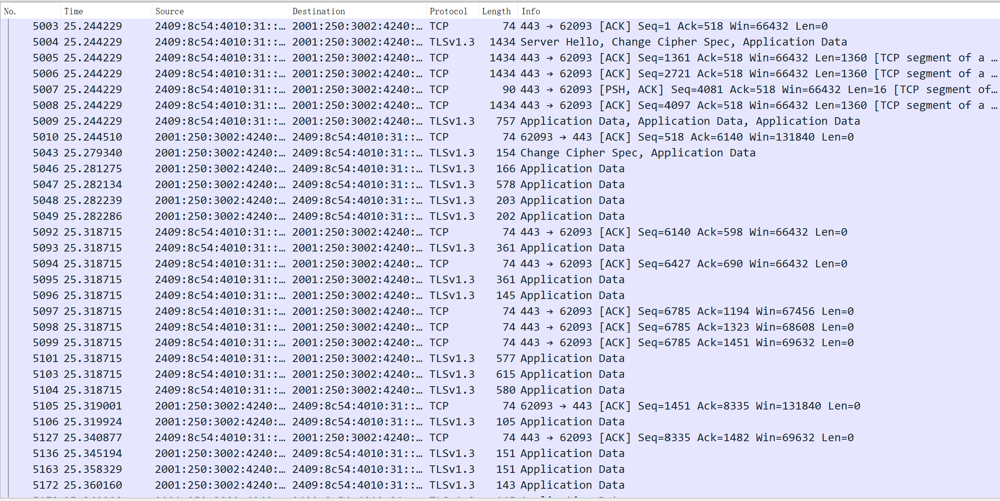 No. Time Source Destination Protocol Length Info
5003 25.244229 2409:8c54:4010:31::… 2001:250:3002:4240:… TCP 74 443 → 62093 [ACK] Seq=1 Ack=518 Win=66432 Len=0
5004 25.244229 2409:8c54:4010:31::… 2001:250:3002:4240:… TLSv1.3 1434 Server Hello, Change Cipher Spec, Application Data
5005 25.244229 2409:8c54:4010:31::… 2001:250:3002:4240:… TCP 1434 443 → 62093 [ACK] Seq=1361 Ack=518 Win=66432 Len=1360 [TCP segment of a …
5006 25.244229 2409:8c54:4010:31::… 2001:250:3002:4240:… TCP 1434 443 → 62093 [ACK] Seq=2721 Ack=518 Win=66432 Len=1360 [TCP segment of a …
5007 25.244229 2409:8c54:4010:31::… 2001:250:3002:4240:… TCP 90 443 → 62093 [PSH, ACK] Seq=4081 Ack=518 Win=66432 Len=16 [TCP segment of…
5008 25.244229 2409:8c54:4010:31::… 2001:250:3002:4240:… TCP 1434 443 → 62093 [ACK] Seq=4097 Ack=518 Win=66432 Len=1360 [TCP segment of a …
5009 25.244229 2409:8c54:4010:31::… 2001:250:3002:4240:… TLSv1.3 757 Application Data, Application Data, Application Data
5010 25.244510 2001:250:3002:4240:… 2409:8c54:4010:31::… TCP 74 62093 → 443 [ACK] Seq=518 Ack=6140 Win=131840 Len=0
5043 25.279340 2001:250:3002:4240:… 2409:8c54:4010:31::… TLSv1.3 154 Change Cipher Spec, Application Data
5046 25.281275 2001:250:3002:4240:… 2409:8c54:4010:31::… TLSv1.3 166 Application Data
5047 25.282134 2001:250:3002:4240:… 2409:8c54:4010:31::… TLSv1.3 578 Application Data
5048 25.282239 2001:250:3002:4240:… 2409:8c54:4010:31::… TLSv1.3 203 Application Data
5049 25.282286 2001:250:3002:4240:… 2409:8c54:4010:31::… TLSv1.3 202 Application Data
5092 25.318715 2409:8c54:4010:31::… 2001:250:3002:4240:… TCP 74 443 → 62093 [ACK] Seq=6140 Ack=598 Win=66432 Len=0
5093 25.318715 2409:8c54:4010:31::… 2001:250:3002:4240:… TLSv1.3 361 Application Data
5094 25.318715 2409:8c54:4010:31::… 2001:250:3002:4240:… TCP 74 443 → 62093 [ACK] Seq=6427 Ack=690 Win=66432 Len=0
5095 25.318715 2409:8c54:4010:31::… 2001:250:3002:4240:… TLSv1.3 361 Application Data
5096 25.318715 2409:8c54:4010:31::… 2001:250:3002:4240:… TLSv1.3 145 Application Data
5097 25.318715 2409:8c54:4010:31::… 2001:250:3002:4240:… TCP 74 443 → 62093 [ACK] Seq=6785 Ack=1194 Win=67456 Len=0
5098 25.318715 2409:8c54:4010:31::… 2001:250:3002:4240:… TCP 74 443 → 62093 [ACK] Seq=6785 Ack=1323 Win=68608 Len=0
5099 25.318715 2409:8c54:4010:31::… 2001:250:3002:4240:… TCP 74 443 → 62093 [ACK] Seq=6785 Ack=1451 Win=69632 Len=0
5101 25.318715 2409:8c54:4010:31::… 2001:250:3002:4240:… TLSv1.3 577 Application Data
5103 25.318715 2409:8c54:4010:31::… 2001:250:3002:4240:… TLSv1.3 615 Application Data
5104 25.318715 2409:8c54:4010:31::… 2001:250:3002:4240:… TLSv1.3 580 Application Data
5105 25.319001 2001:250:3002:4240:… 2409:8c54:4010:31::… TCP 74 62093 → 443 [ACK] Seq=1451 Ack=8335 Win=131840 Len=0
5106 25.319924 2001:250:3002:4240:… 2409:8c54:4010:31::… TLSv1.3 105 Application Data
5127 25.340877 2409:8c54:4010:31::… 2001:250:3002:4240:… TCP 74 443 → 62093 [ACK] Seq=8335 Ack=1482 Win=69632 Len=0
5136 25.345194 2001:250:3002:4240:… 2409:8c54:4010:31::… TLSv1.3 151 Application Data
5163 25.358329 2001:250:3002:4240:… 2409:8c54:4010:31::… TLSv1.3 151 Application Data
5172 25.360160 2001:250:3002:4240:… 2409:8c54:4010:31::… TLSv1.3 143 Application Data